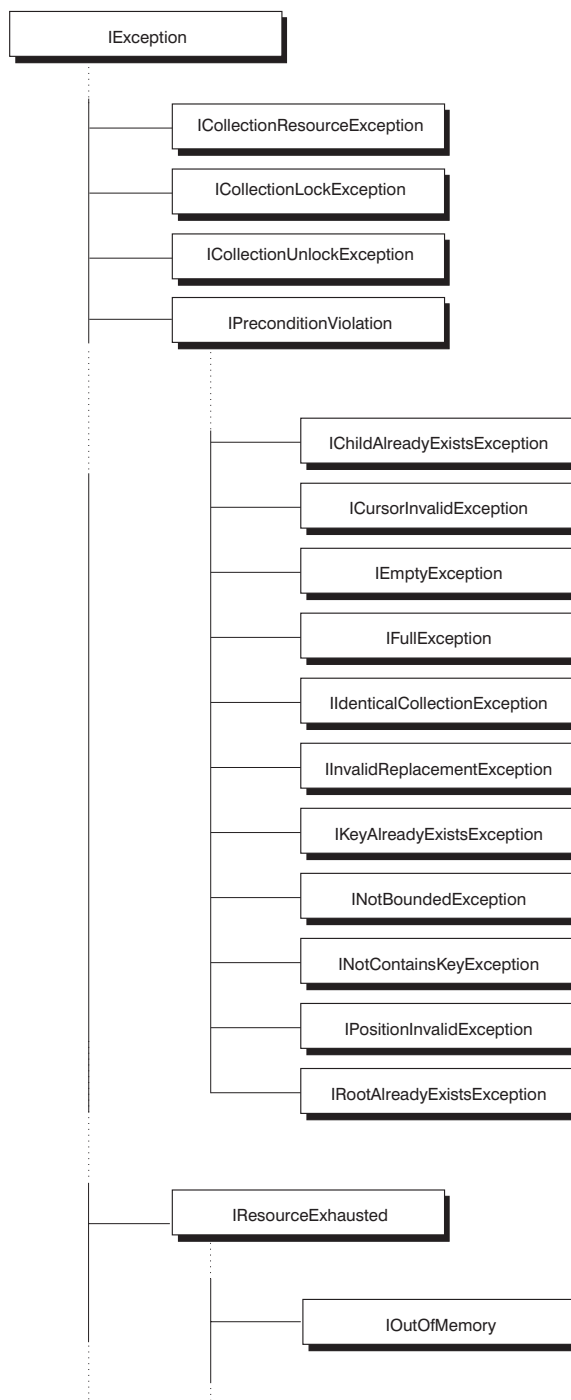 IException
ICollectionResourceException
ICollectionLockException
ICollectionUnlockException
IPreconditionViolation
IChildAlreadyExistsException
ICursorInvalidException
IEmptyException
IFullException
IIdenticalCollectionException
IInvalidReplacementException
IKeyAlreadyExistsException
INotBoundedException
INotContainsKeyException
IPositionInvalidException
IRootAlreadyExistsException
IResourceExhausted
IOutOfMemory